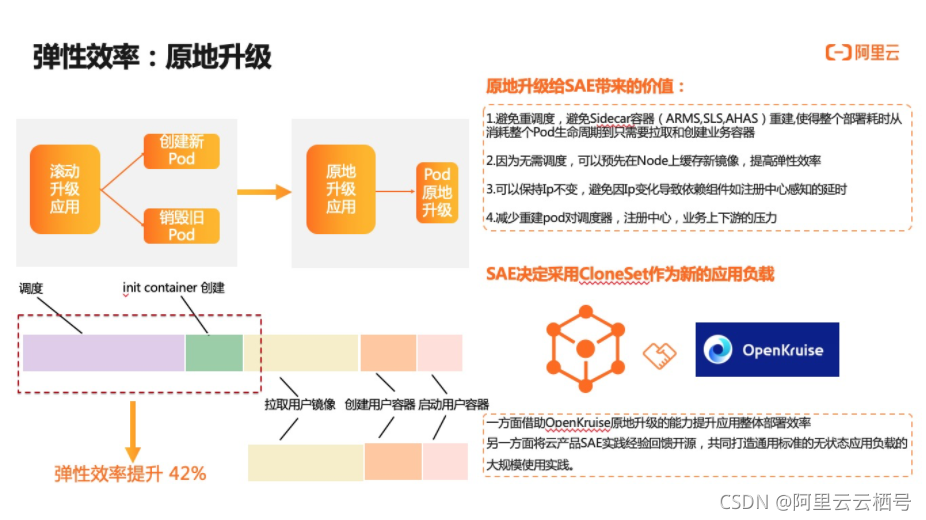 弹性效率：原地升级
阿里云
滚动
升级
应用
创建新
Pod
销毁旧
Pod
原地
升级
应用
Pod
原地
升级
调度
init container 创建
拉取用户镜像
创建用户容器
启动用户容器
弹性效率提升 42%
原地升级给SAE带来的价值：
1.避免重调度，避免Sidecar容器（ARMS,SLS,AHAS）重建,使得整个部署耗时从
消耗整个Pod生命周期到只需要拉取和创建业务容器
2.因为无需调度，可以预先在Node上缓存新镜像，提高弹性效率
3.可以保持Ip不变，避免因Ip变化导致依赖组件如注册中心感知的延时
4.减少重建pod对调度器，注册中心，业务上下游的压力
SAE决定采用CloneSet作为新的应用负载
OpenKruise
一方面借助OpenKruise原地升级的能力提升应用整体部署效率
另一方面将云产品SAE实践经验回馈开源，共同打造通用标准的无状态应用负载的
大规模使用实践。
CSDN @阿里云云栖号